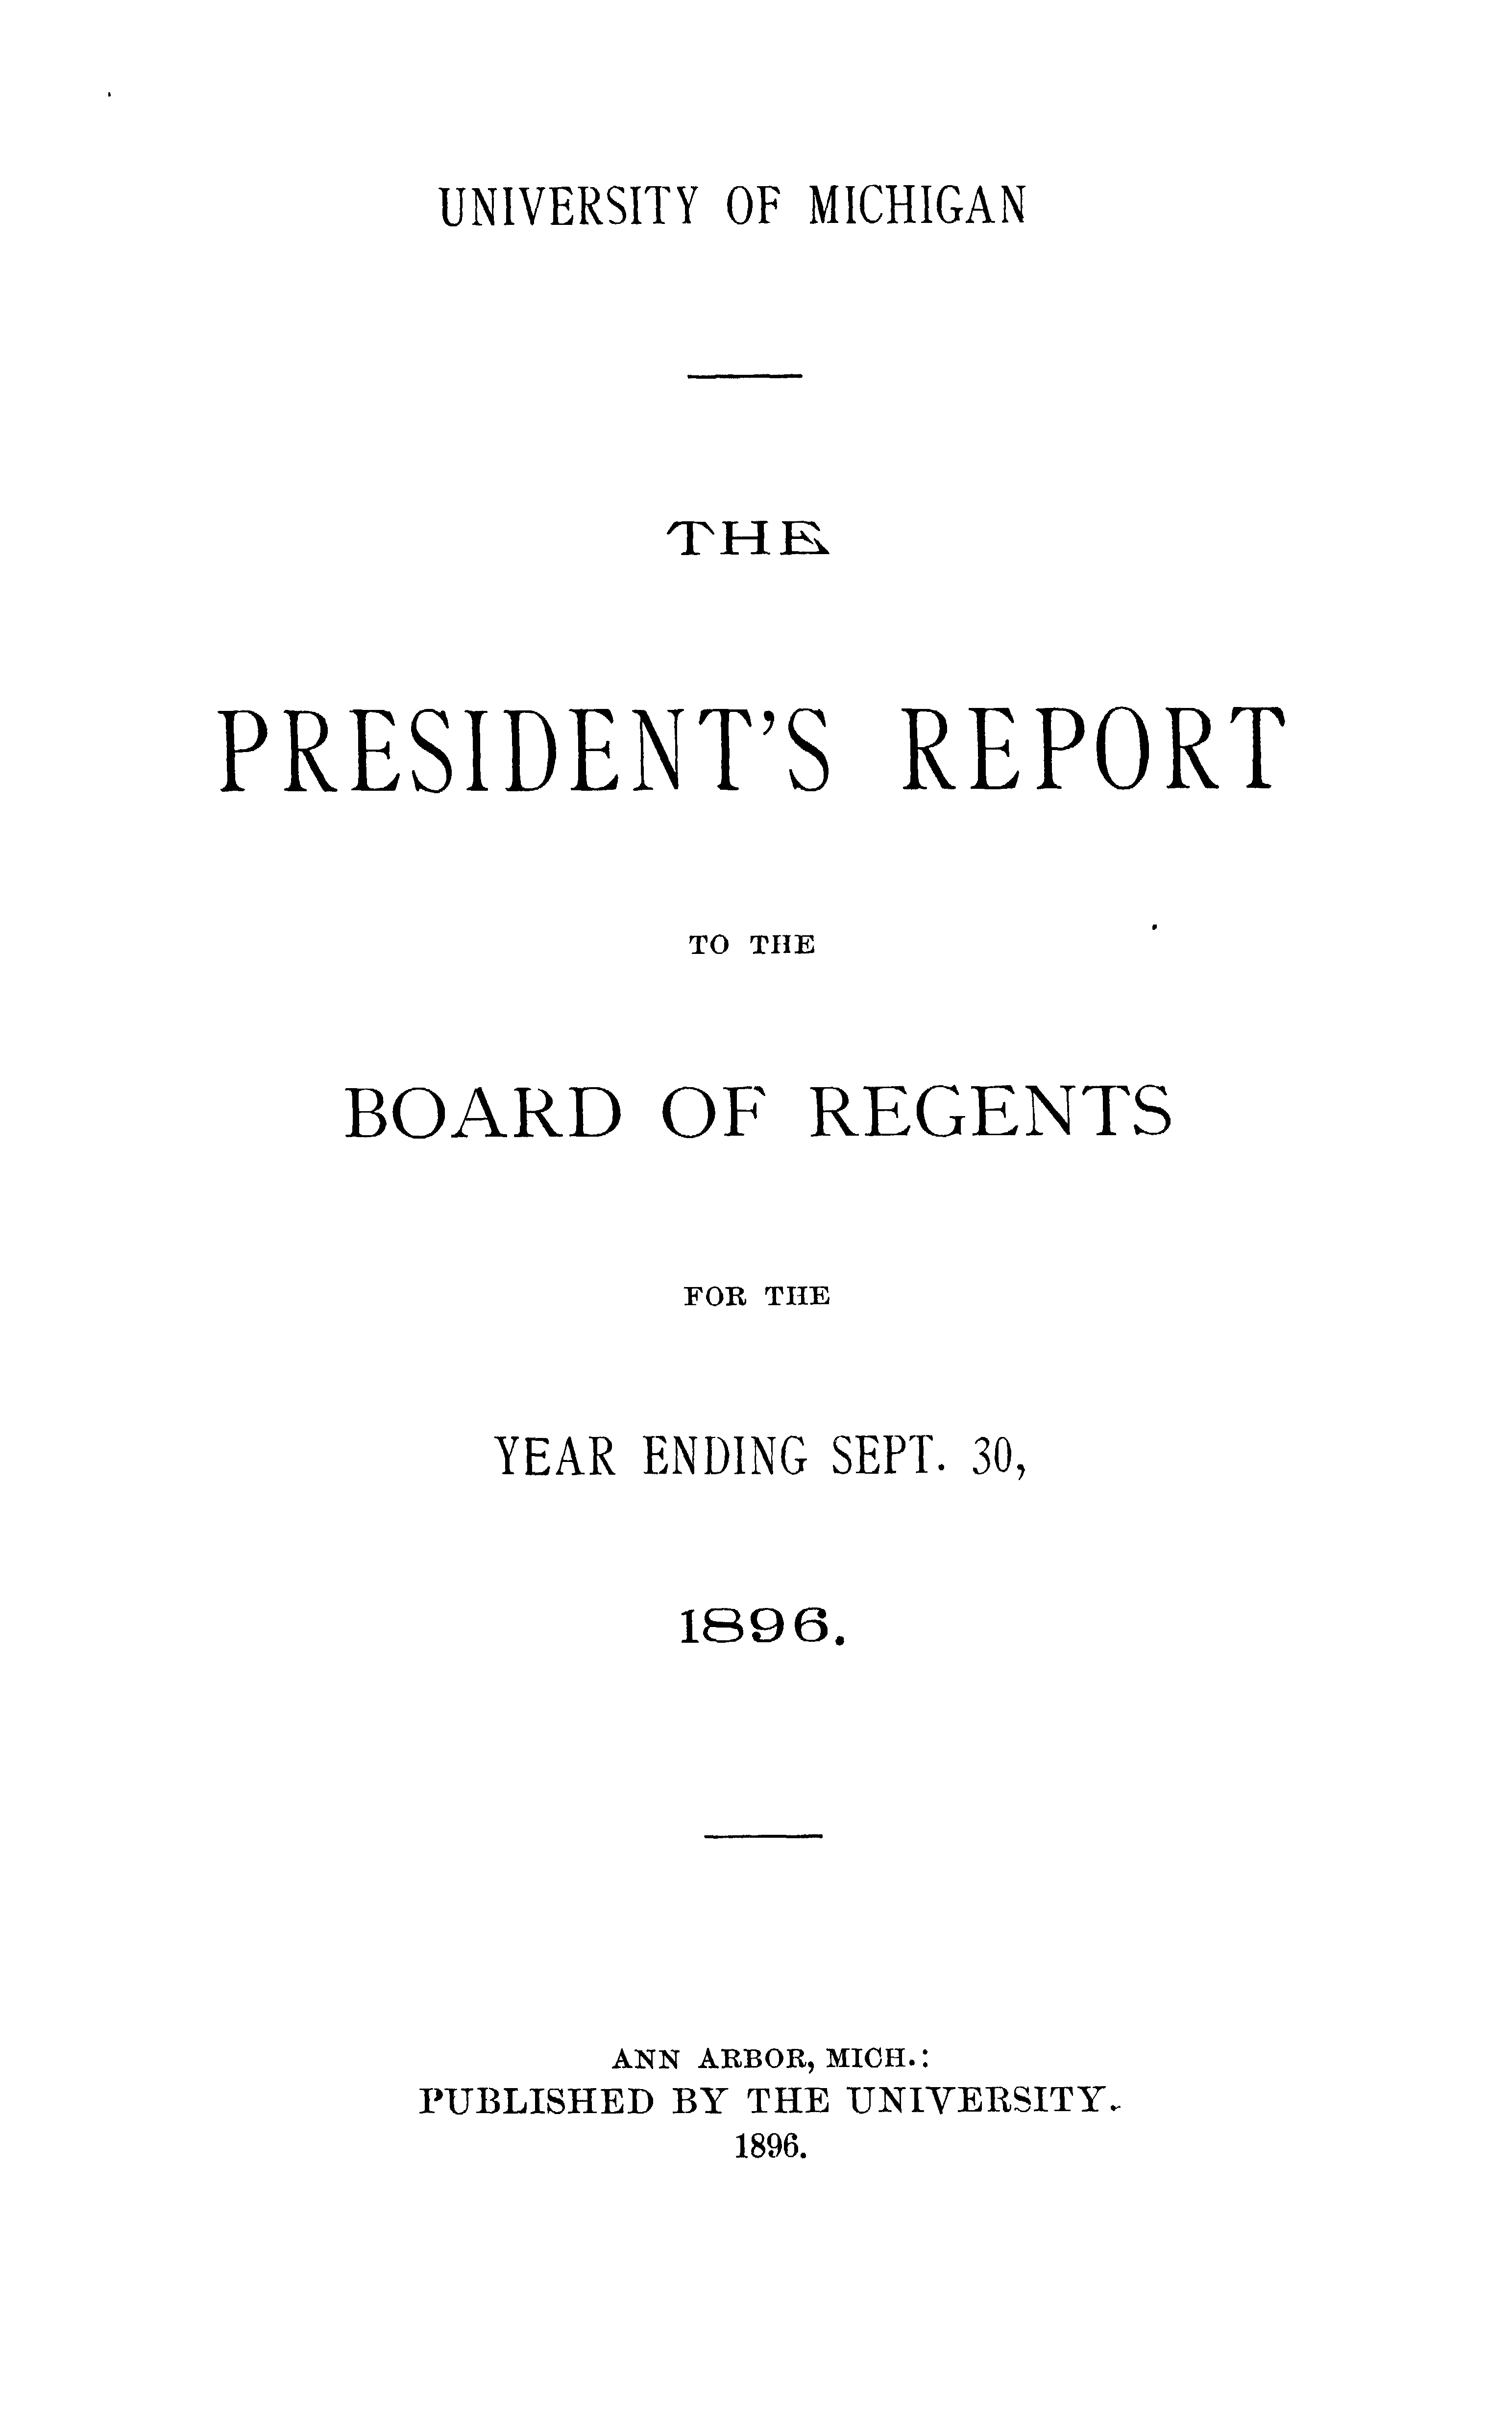 UNIVERSITY OF MICHIGAN
THE
PRESIDENT'S REPORT
TO THE
BOARD OF REGENTS
FOR THE
YEAR ENDING SEPT. 30,
1896.
ANN ARBOR, MICH.:
PUBLISHED BY THE UNIVERSITY.
1896.